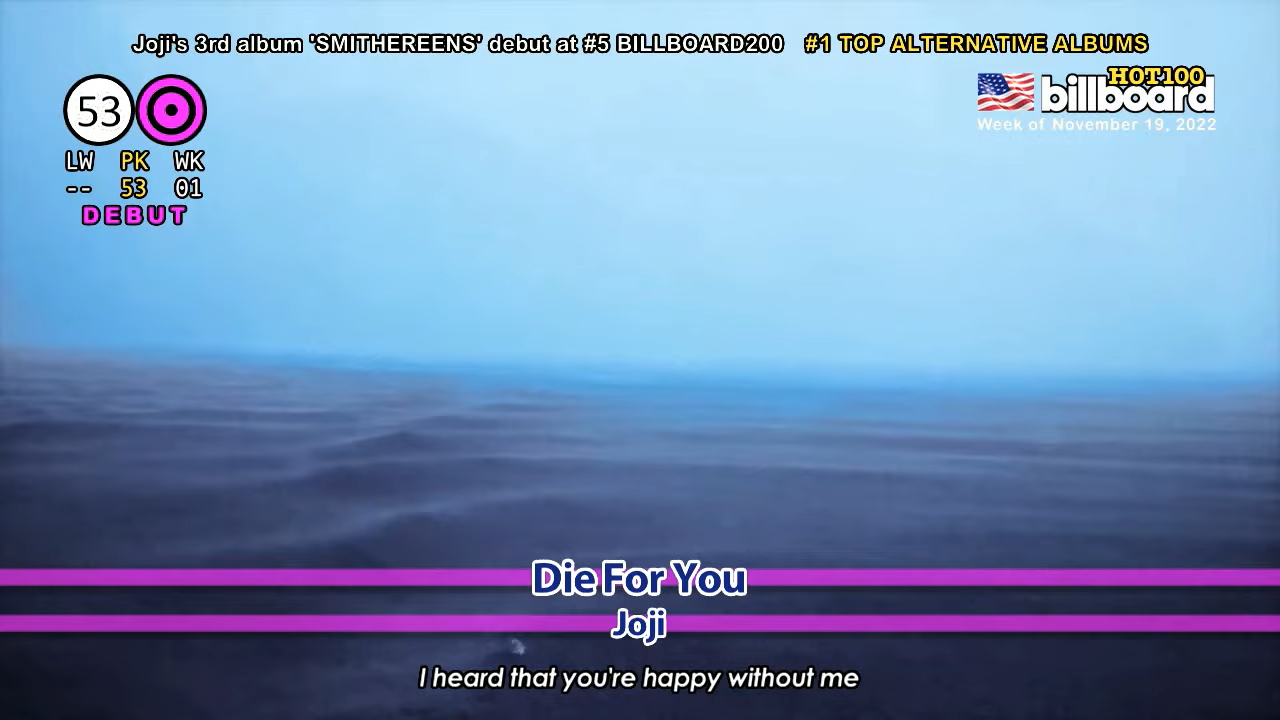 Joji's 3rd album 'SMITHEREENS' debut at #5 BILLBOARD200 #1 TOP ALTERNATIVE ALBUMS
53
LW PK WK
-- 53 01
DEBUT
HOT100
billboard
Week of November 19, 2022
Die For You
Joji
I heard that you're happy without me